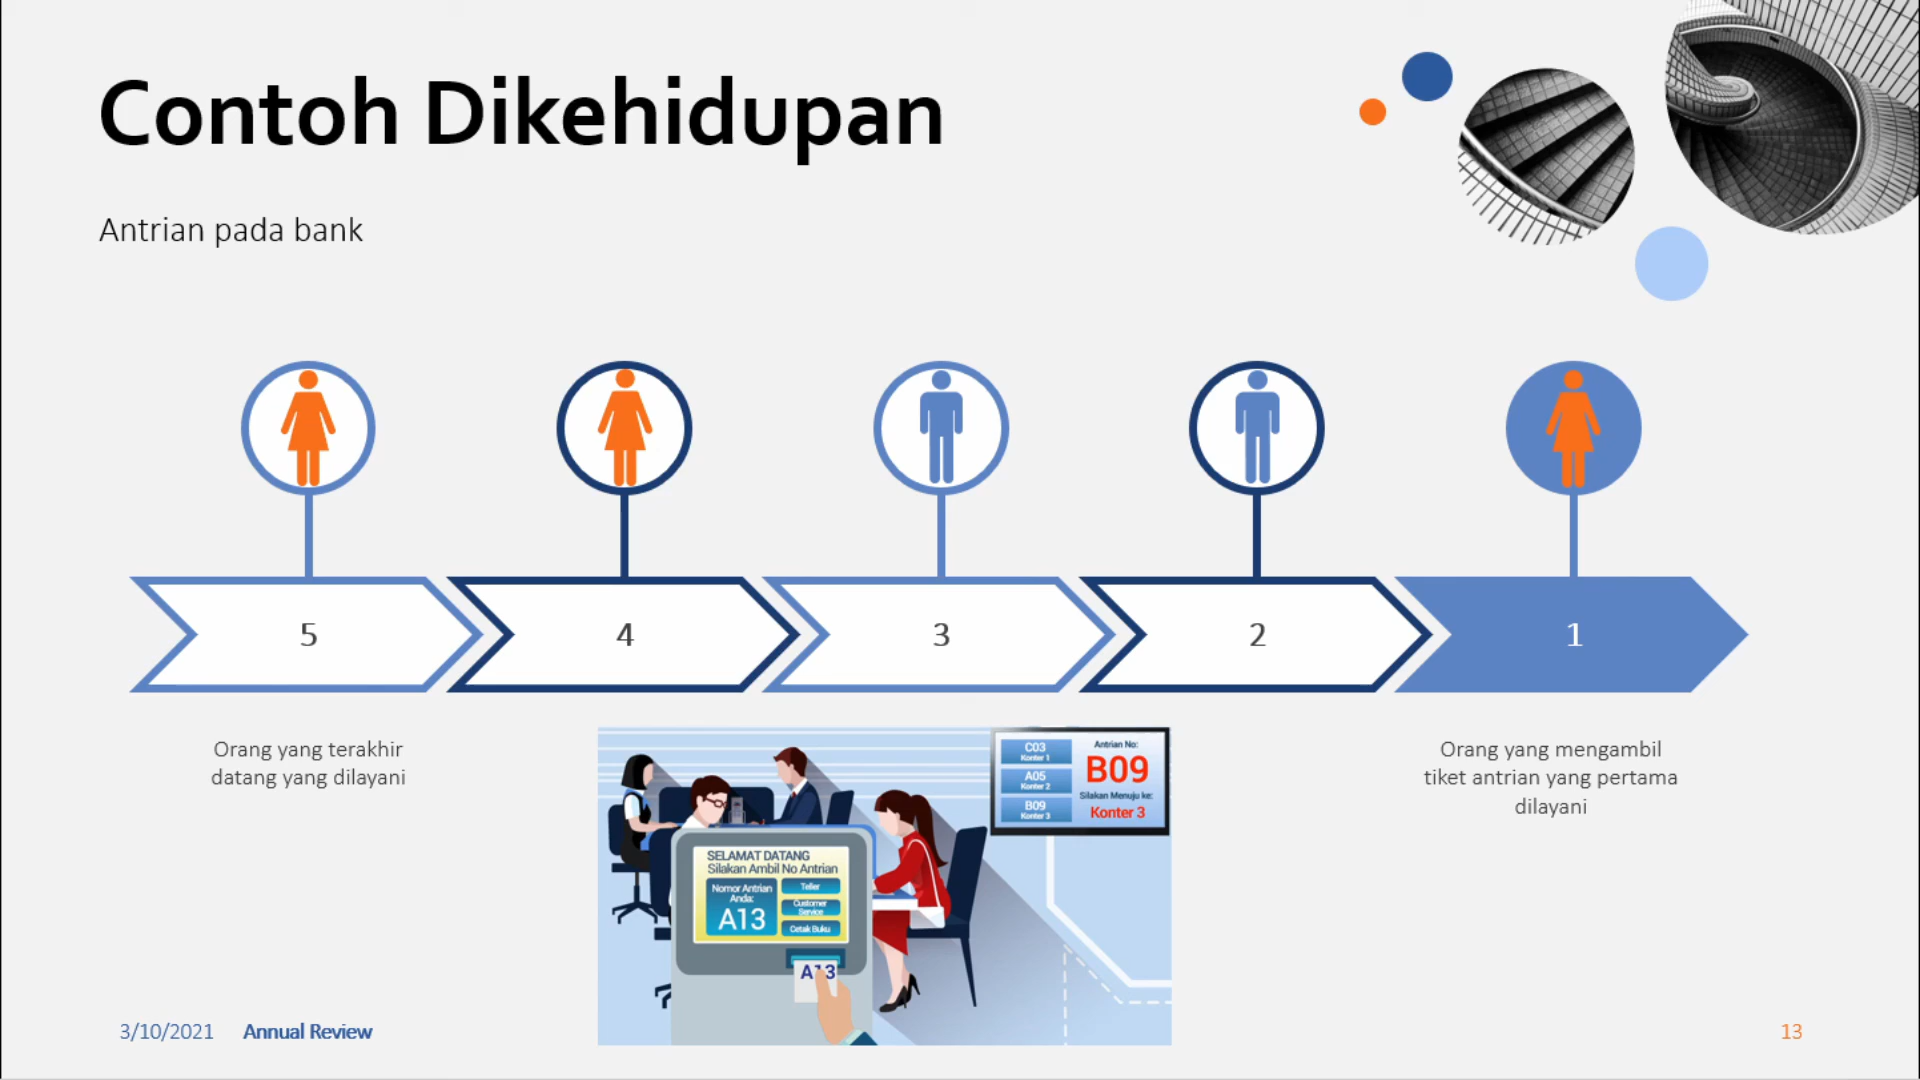 Contoh Dikehidupan
Antrian pada bank
5
4
3
2
1
Orang yang terakhir
datang yang dilayani
Orang yang mengambil
tiket antrian yang pertama
dilayani
C03
Konter 1
A05
Konter 2
B09
Konter 3
Antrian No:
B09
Silakan Menuju ke:
Konter 3
SELAMAT DATANG
Silakan Ambil No Antrian
Nomor Antrian
Anda:
A13
Teller
Customer
Service
Cetak Buku
A13
3/10/2021
Annual Review
13